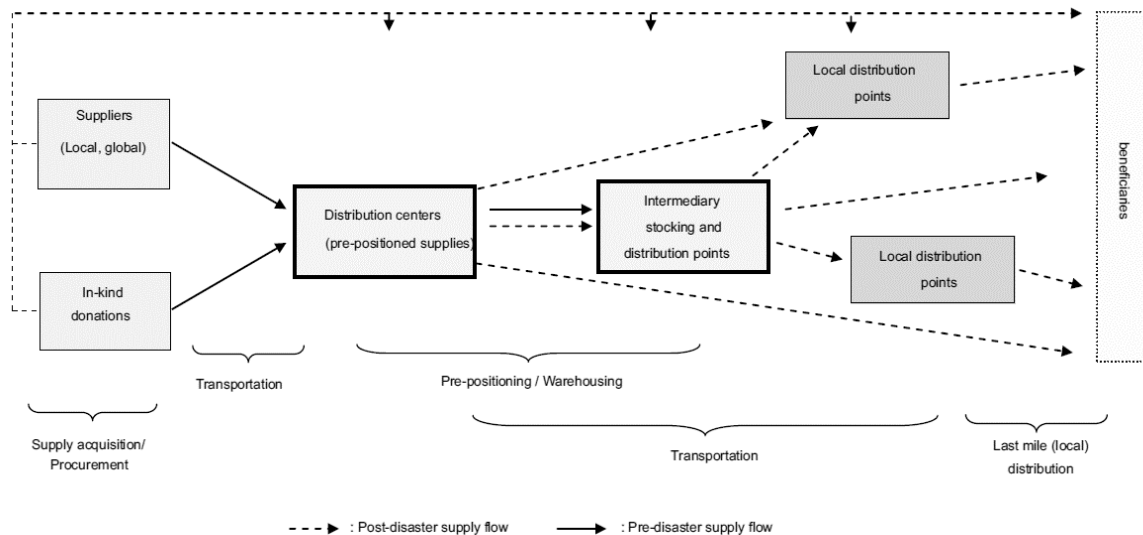 Suppliers
(Local, global)
In-kind
donations
Distribution centers
(pre-positioned supplies)
Intermediary
stocking and
distribution points
Local distribution
points
Local distribution
points
beneficiaries
Transportation
Pre-positioning / Warehousing
Supply acquisition/
Procurement
Transportation
Last mile (local)
distribution
: Post-disaster supply flow
: Pre-disaster supply flow